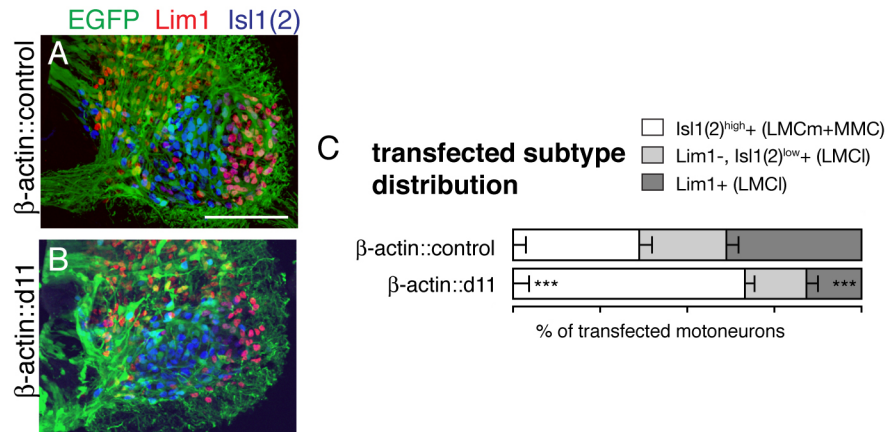 EGFP Lim1 Isl1(2)
β-actin::control
A
β-actin::d11
B
C
transfected subtype
distribution
Isl1(2)ʰⁱᵍʰ+ (LMCm+MMC)
Lim1-, Isl1(2)ˡᵒʷ+ (LMCl)
Lim1+ (LMCl)
β-actin::control
β-actin::d11 *** ***
% of transfected motoneurons